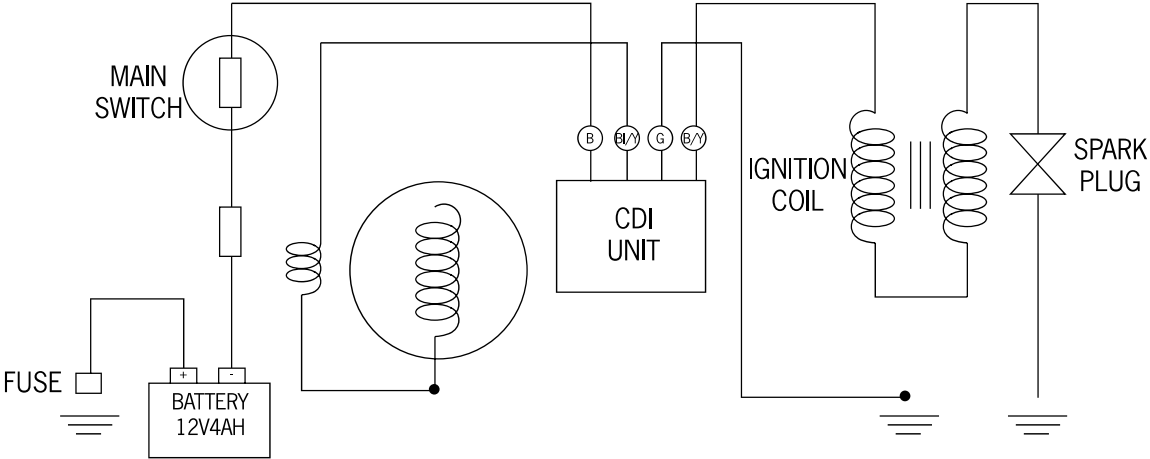 MAIN
SWITCH
B
Bl/Y
G
B/Y
CDI
UNIT
IGNITION
COIL
SPARK
PLUG
FUSE
+
-
BATTERY
12V4AH